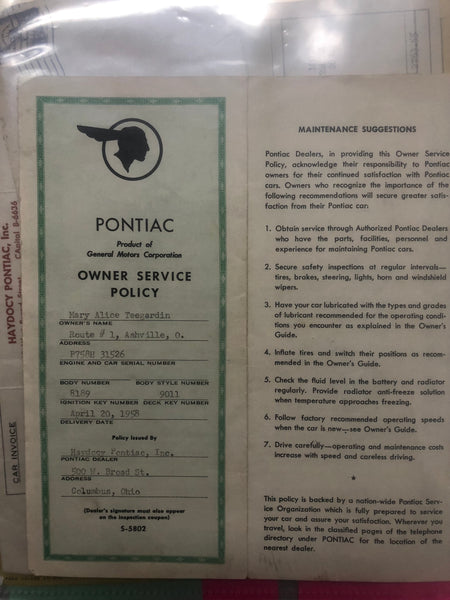 PONTIAC
Product of
General Motors Corporation
OWNER SERVICE
POLICY
Mary Alice Teegardin
OWNER'S NAME
Route # 1, Ashville, O.
ADDRESS
P758H 31526
ENGINE AND CAR SERIAL NUMBER
BODY NUMBER BODY STYLE NUMBER
8189 9011
IGNITION KEY NUMBER DECK KEY NUMBER
April 20, 1958
DELIVERY DATE
Policy Issued by
Haydocy Pontiac, Inc.
PONTIAC DEALER
500 W. Broad St.
ADDRESS
Columbus, Ohio
(Dealer's signature must also appear
on the inspection coupon)
S-5802
MAINTENANCE SUGGESTIONS
Pontiac Dealers, in providing this Owner Service
Policy, acknowledge their responsibility to Pontiac
owners for their continued satisfaction with Pontiac
cars. Owners who recognize the importance of the
following recommendations will secure greater satis-
faction from their Pontiac car:
1. Obtain service through Authorized Pontiac Dealers
who have the parts, facilities, personnel and
experience for maintaining Pontiac cars.
2. Secure safety inspections at regular intervals—
tires, brakes, steering, lights, horn and windshield
wipers.
3. Have your car lubricated with the types and grades
of lubricant recommended for the operating condi-
tions you encounter as explained in the Owner's
Guide.
4. Inflate tires and switch their positions as recom-
mended in the Owner's Guide.
5. Check the fluid level in the battery and radiator
regularly. Provide radiator anti-freeze solution
when temperature approaches freezing.
6. Follow factory recommended operating speeds
when the car is new—see Owner's Guide.
7. Drive carefully—operating and maintenance costs
increase with speed and careless driving.
This policy is backed by a nation-wide Pontiac Serv-
ice Organization which is fully prepared to service
your car and assure your satisfaction. Wherever you
travel, look in the classified pages of the telephone
directory under PONTIAC for the location of the
nearest dealer.
HAYDOCY PONTIAC, Inc.
Street CApitol 8-6636
CAR INVOICE